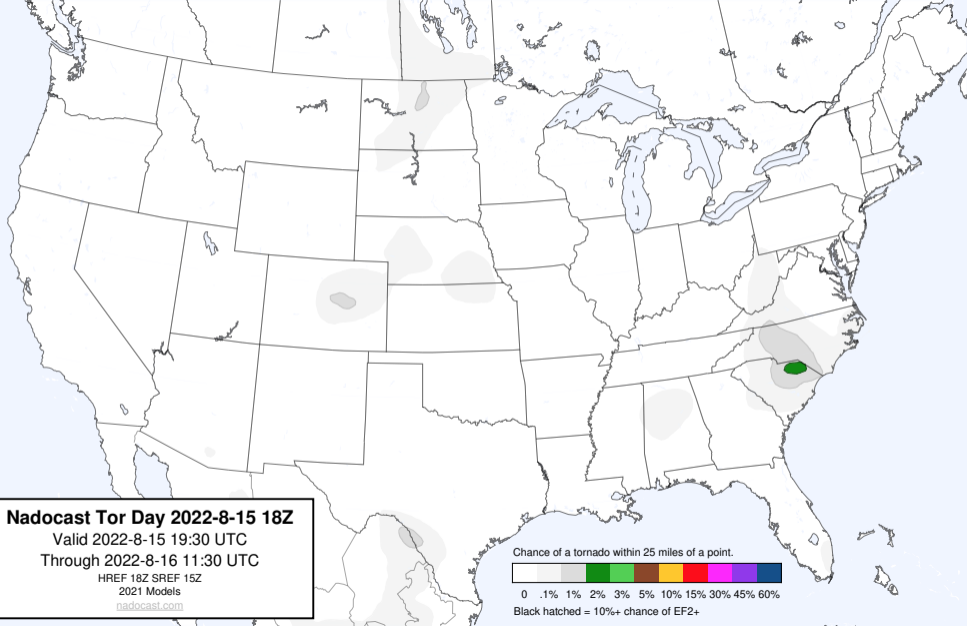 Nadocast Tor Day 2022-8-15 18Z
Valid 2022-8-15 19:30 UTC
Through 2022-8-16 11:30 UTC
HREF 18Z SREF 15Z
2021 Models
nadocast.com
Chance of a tornado within 25 miles of a point.
0 .1% 1% 2% 3% 5% 10% 15% 30% 45% 60%
Black hatched = 10%+ chance of EF2+